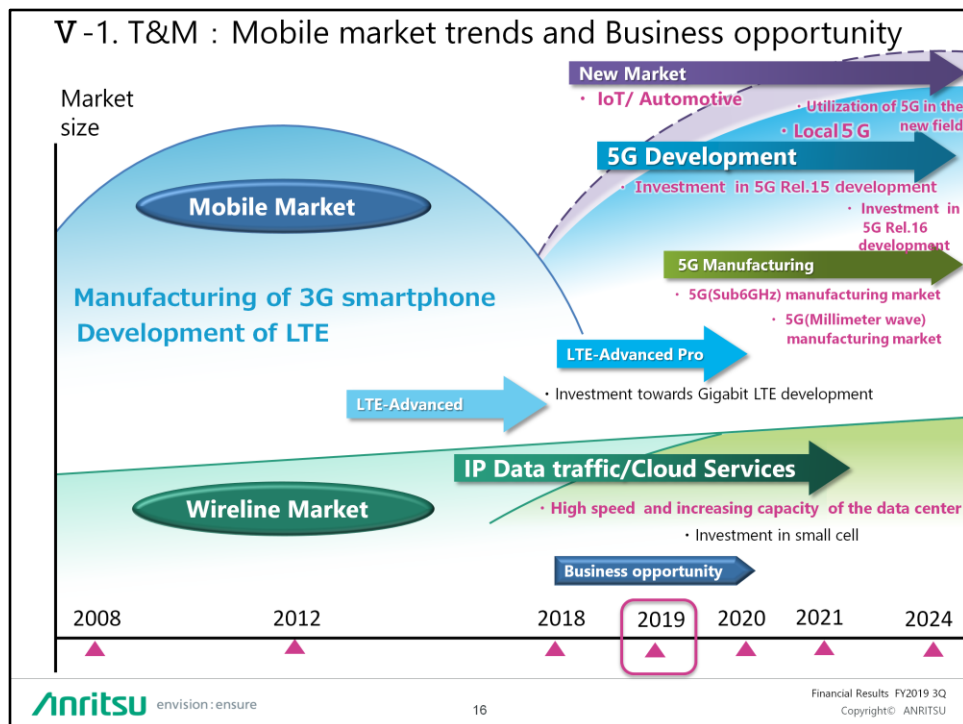 Ⅴ-1. T&M : Mobile market trends and Business opportunity
Market
size
New Market
・ IoT/ Automotive
・ Utilization of 5G in the
new field
・ Local 5 G
5G Development
・ Investment in 5G Rel.15 development
・ Investment in
5G Rel.16
development
Mobile Market
5G Manufacturing
・ 5G(Sub6GHz) manufacturing market
・ 5G(Millimeter wave)
manufacturing market
Manufacturing of 3G smartphone
Development of LTE
LTE-Advanced Pro
・ Investment towards Gigabit LTE development
LTE-Advanced
IP Data traffic/Cloud Services
Wireline Market
・ High speed and increasing capacity of the data center
・ Investment in small cell
Business opportunity
2008 2012 2018 2019 2020 2021 2024
Anritsu envision : ensure
16
Financial Results FY2019 3Q
Copyright© ANRITSU